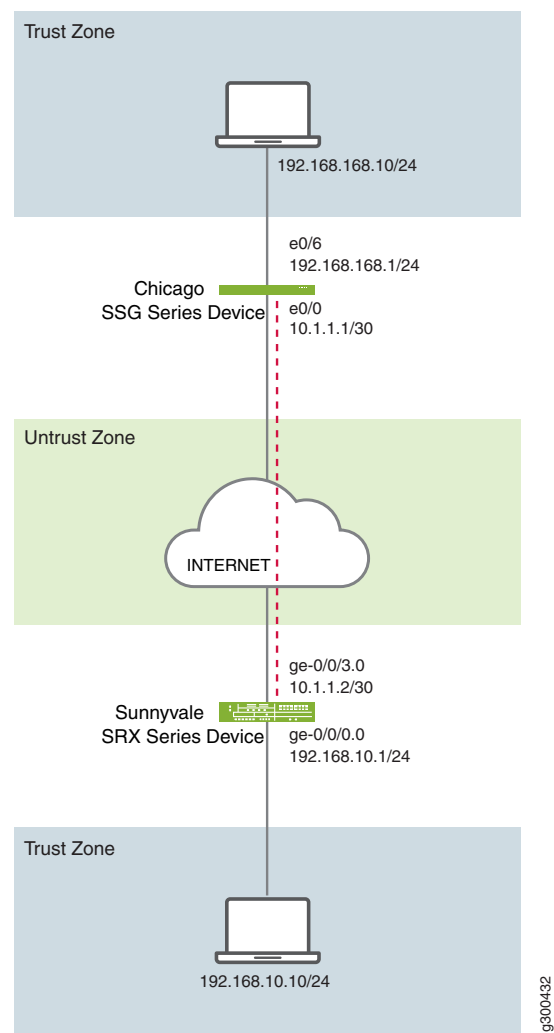 Trust Zone
192.168.168.10/24
e0/6
192.168.168.1/24
Chicago
SSG Series Device
e0/0
10.1.1.1/30
Untrust Zone
INTERNET
ge-0/0/3.0
10.1.1.2/30
Sunnyvale
SRX Series Device
ge-0/0/0.0
192.168.10.1/24
Trust Zone
192.168.10.10/24
g300432